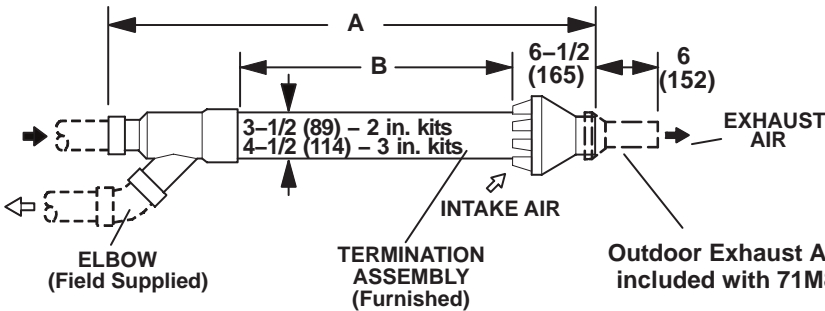 A
B
6–1/2
(165)
6
(152)
3–1/2 (89) – 2 in. kits
4–1/2 (114) – 3 in. kits
EXHAUST
AIR
INTAKE AIR
ELBOW
(Field Supplied)
TERMINATION
ASSEMBLY
(Furnished)
Outdoor Exhaust
included with